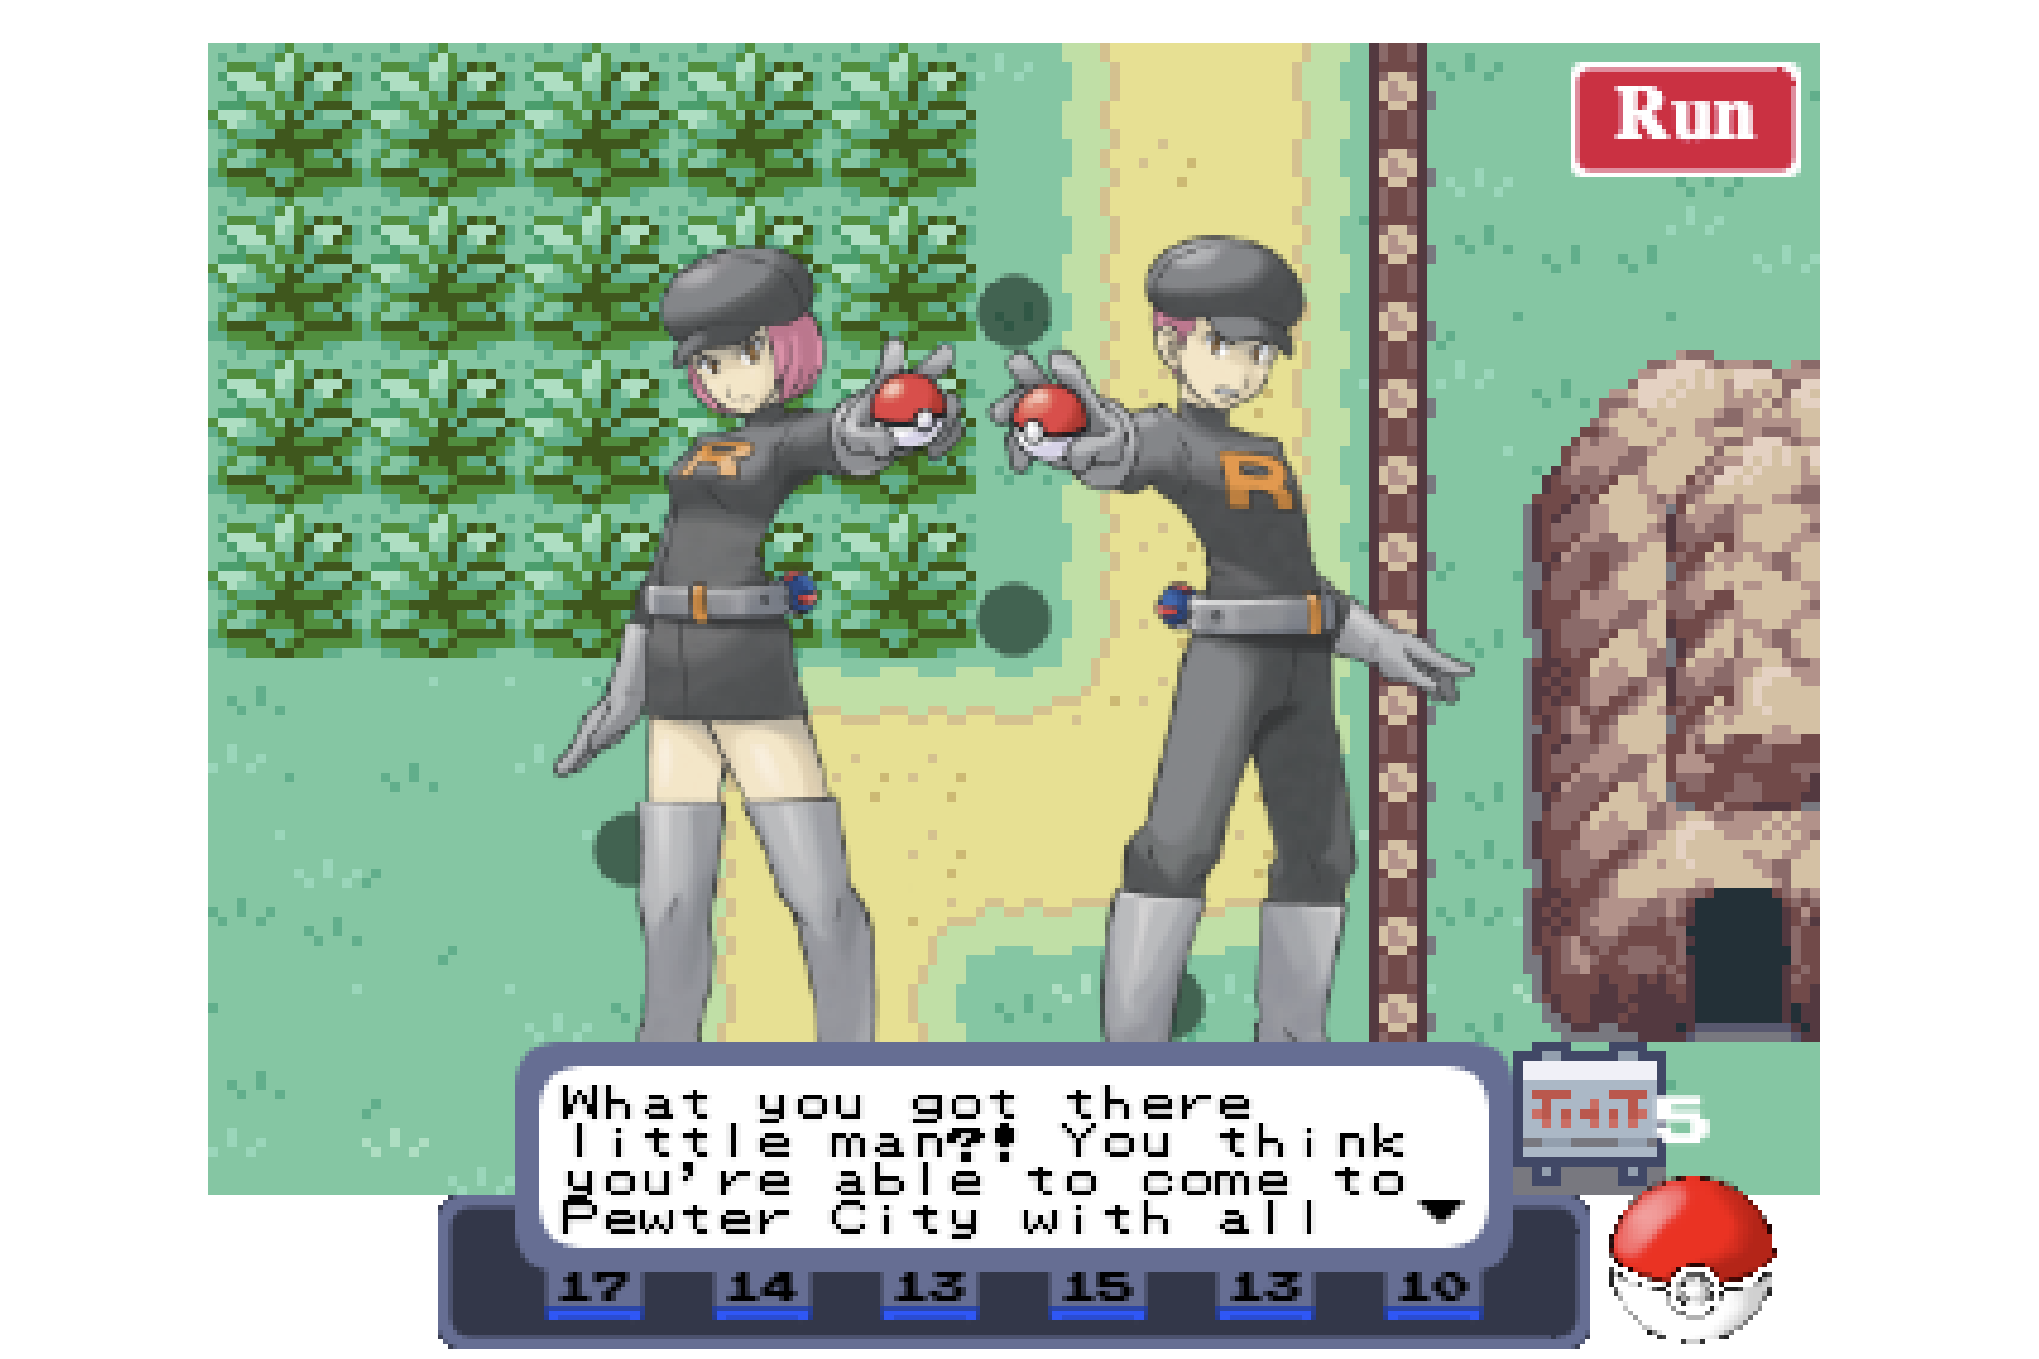 Run
R
R
What you got there
little man?! You think
you're able to come to
Pewter City with all
5
17 14 13 15 13 10